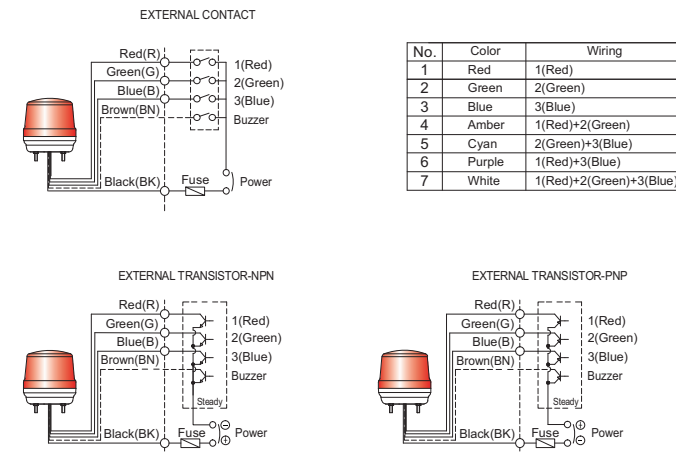 EXTERNAL CONTACT
Red(R)
Green(G)
Blue(B)
Brown(BN)
1(Red)
2(Green)
3(Blue)
Buzzer
Black(BK)
Fuse
Power
No. Color Wiring
1 Red 1(Red)
2 Green 2(Green)
3 Blue 3(Blue)
4 Amber 1(Red)+2(Green)
5 Cyan 2(Green)+3(Blue)
6 Purple 1(Red)+3(Blue)
7 White 1(Red)+2(Green)+3(Blue)
EXTERNAL TRANSISTOR-NPN
Red(R)
Green(G)
Blue(B)
Brown(BN)
1(Red)
2(Green)
3(Blue)
Buzzer
Steady
⊖
Black(BK)
Fuse
⊕
Power
EXTERNAL TRANSISTOR-PNP
Red(R)
Green(G)
Blue(B)
Brown(BN)
1(Red)
2(Green)
3(Blue)
Buzzer
Steady
⊕
Black(BK)
Fuse
⊖
Power